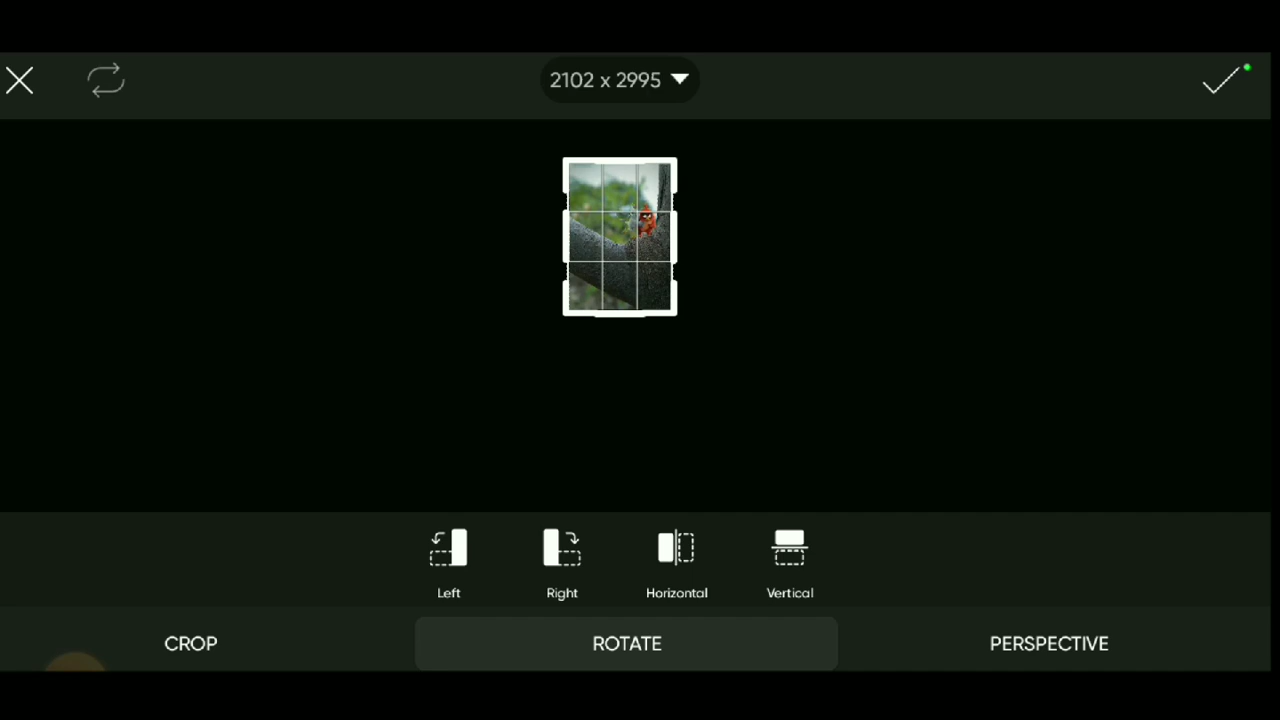 2102 x 2995
Left
Right
Horizontal
Vertical
CROP
ROTATE
PERSPECTIVE